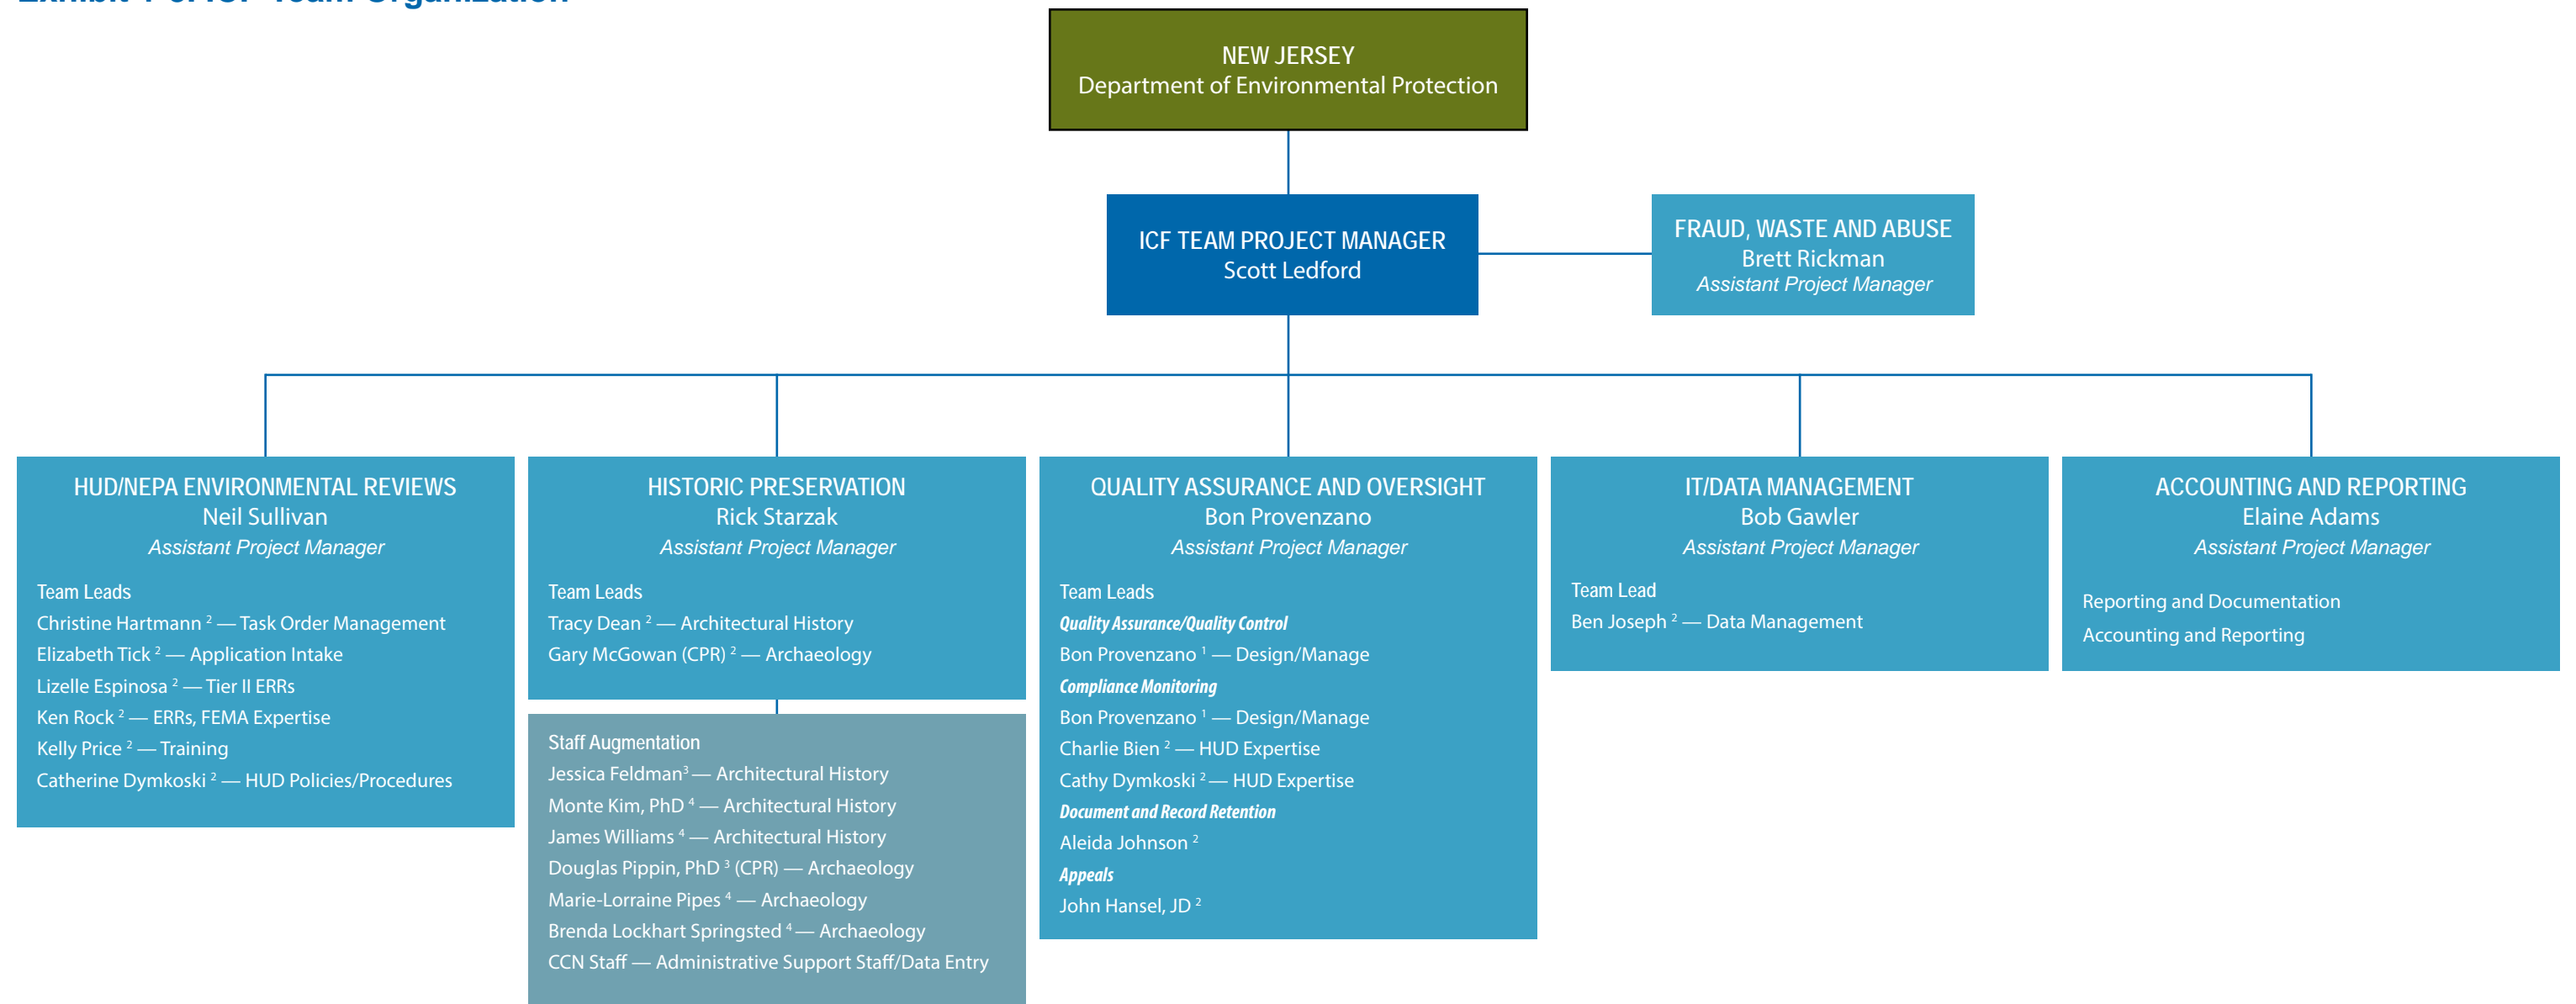 NEW JERSEY
Department of Environmental Protection
ICF TEAM PROJECT MANAGER
Scott Ledford
FRAUD, WASTE AND ABUSE
Brett Rickman
Assistant Project Manager
HUD/NEPA ENVIRONMENTAL REVIEWS
Neil Sullivan
Assistant Project Manager
Team Leads
Christine Hartmann 2 — Task Order Management
Elizabeth Tick 2 — Application Intake
Lizelle Espinosa 2 — Tier II ERRs
Ken Rock 2 — ERRs, FEMA Expertise
Kelly Price 2 — Training
Catherine Dymkoski 2 — HUD Policies/Procedures
HISTORIC PRESERVATION
Rick Starzak
Assistant Project Manager
Team Leads
Tracy Dean 2 — Architectural History
Gary McGowan (CPR) 2 — Archaeology
Staff Augmentation
Jessica Feldman3 — Architectural History
Monte Kim, PhD 4 — Architectural History
James Williams 4 — Architectural History
Douglas Pippin, PhD 3 (CPR) — Archaeology
Marie-Lorraine Pipes 4 — Archaeology
Brenda Lockhart Springsted 4 — Archaeology
CCN Staff — Administrative Support Staff/Data Entry
QUALITY ASSURANCE AND OVERSIGHT
Bon Provenzano
Assistant Project Manager
Team Leads
Quality Assurance/Quality Control
Bon Provenzano 1 — Design/Manage
Compliance Monitoring
Bon Provenzano 1 — Design/Manage
Charlie Bien 2 — HUD Expertise
Cathy Dymkoski 2 — HUD Expertise
Document and Record Retention
Aleida Johnson 2
Appeals
John Hansel, JD 2
IT/DATA MANAGEMENT
Bob Gawler
Assistant Project Manager
Team Lead
Ben Joseph 2 — Data Management
ACCOUNTING AND REPORTING
Elaine Adams
Assistant Project Manager
Reporting and Documentation
Accounting and Reporting